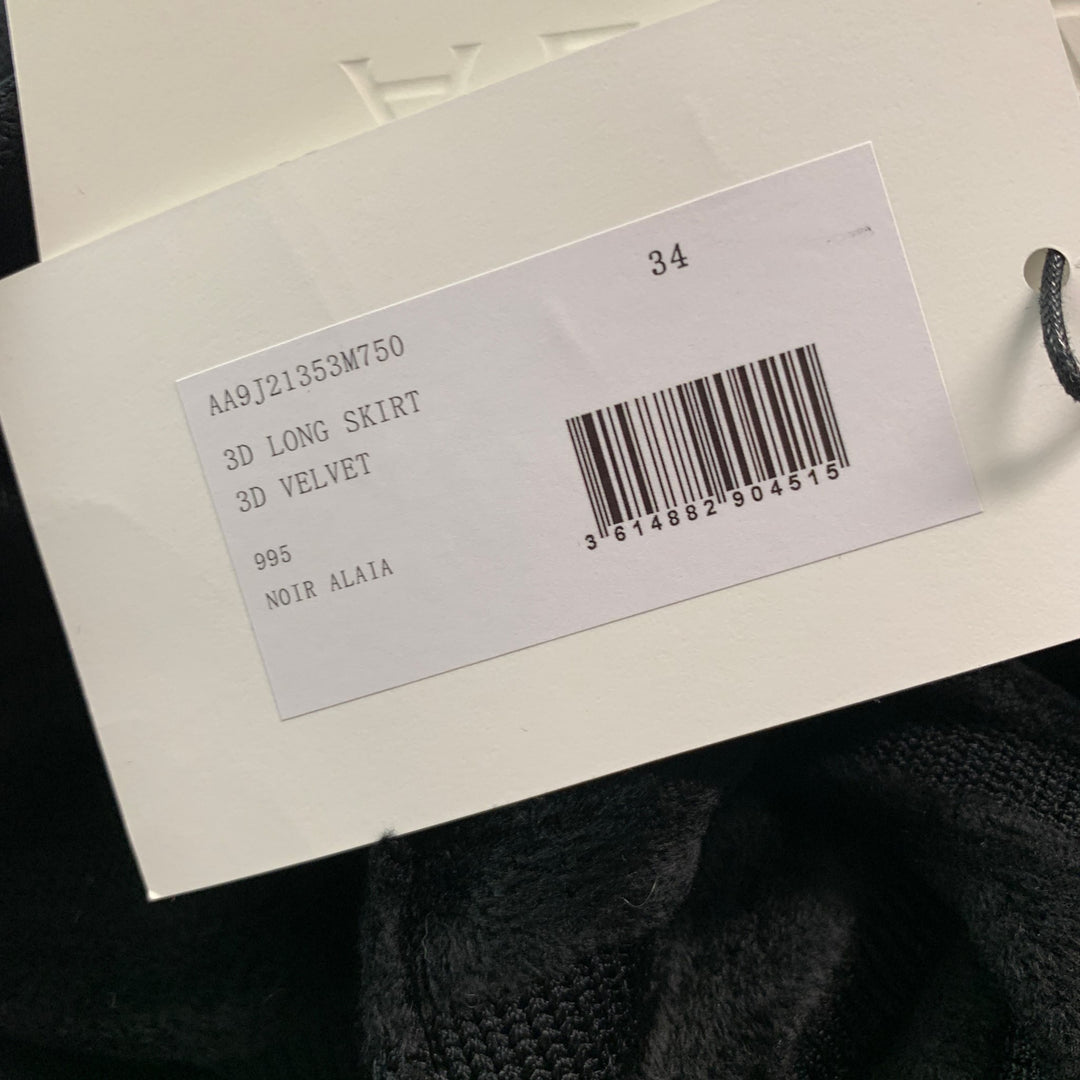 34
AA9J21353M750
3D LONG SKIRT
3D VELVET
995
NOIR ALAIA
3 614882 904515